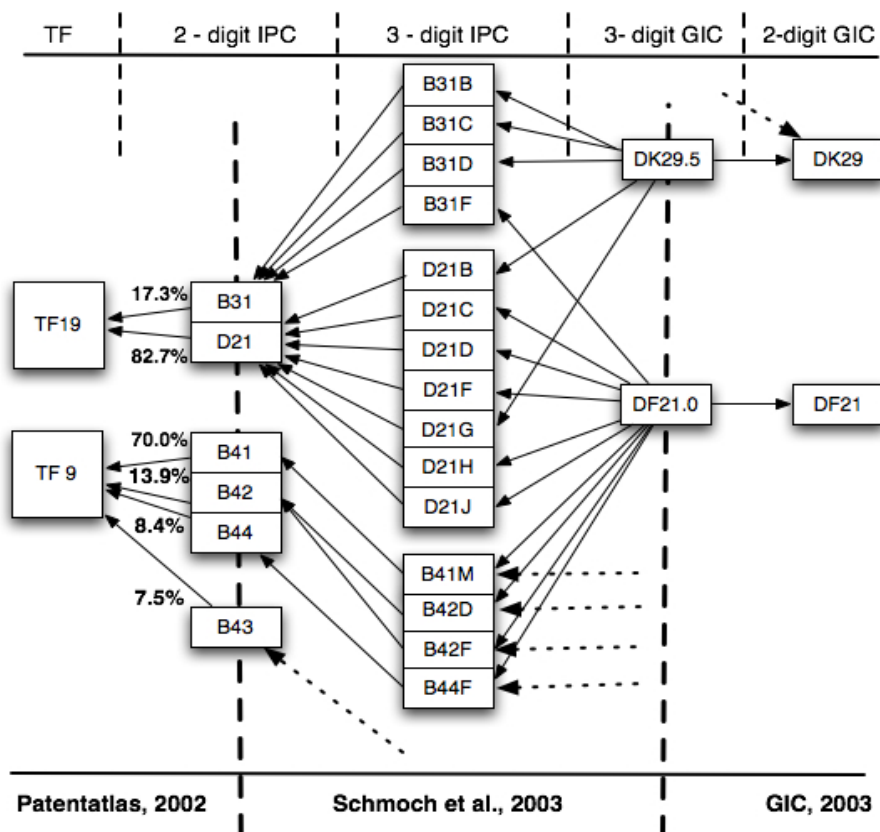 TF
2 - digit IPC
3 - digit IPC
3- digit GIC
2-digit GIC
B31B
B31C
B31D
B31F
DK29.5
DK29
D21B
D21C
D21D
D21F
D21G
D21H
D21J
17.3%
B31
TF19
D21
82.7%
DF21.0
DF21
70.0%
B41
13.9%
TF 9
B42
8.4%
B44
7.5%
B43
B41M
B42D
B42F
B44F
Patentatlas, 2002
Schmoch et al., 2003
GIC, 2003